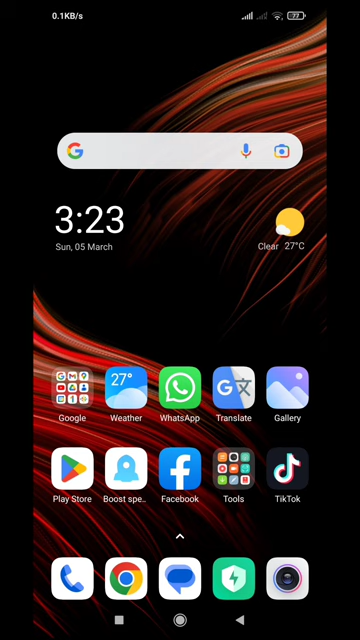 0.1KB/s
77
3:23
Sun, 05 March
Clear 27°C
27°
Google
Weather
WhatsApp
Translate
Gallery
Play Store
Boost spe..
Facebook
Tools
TikTok